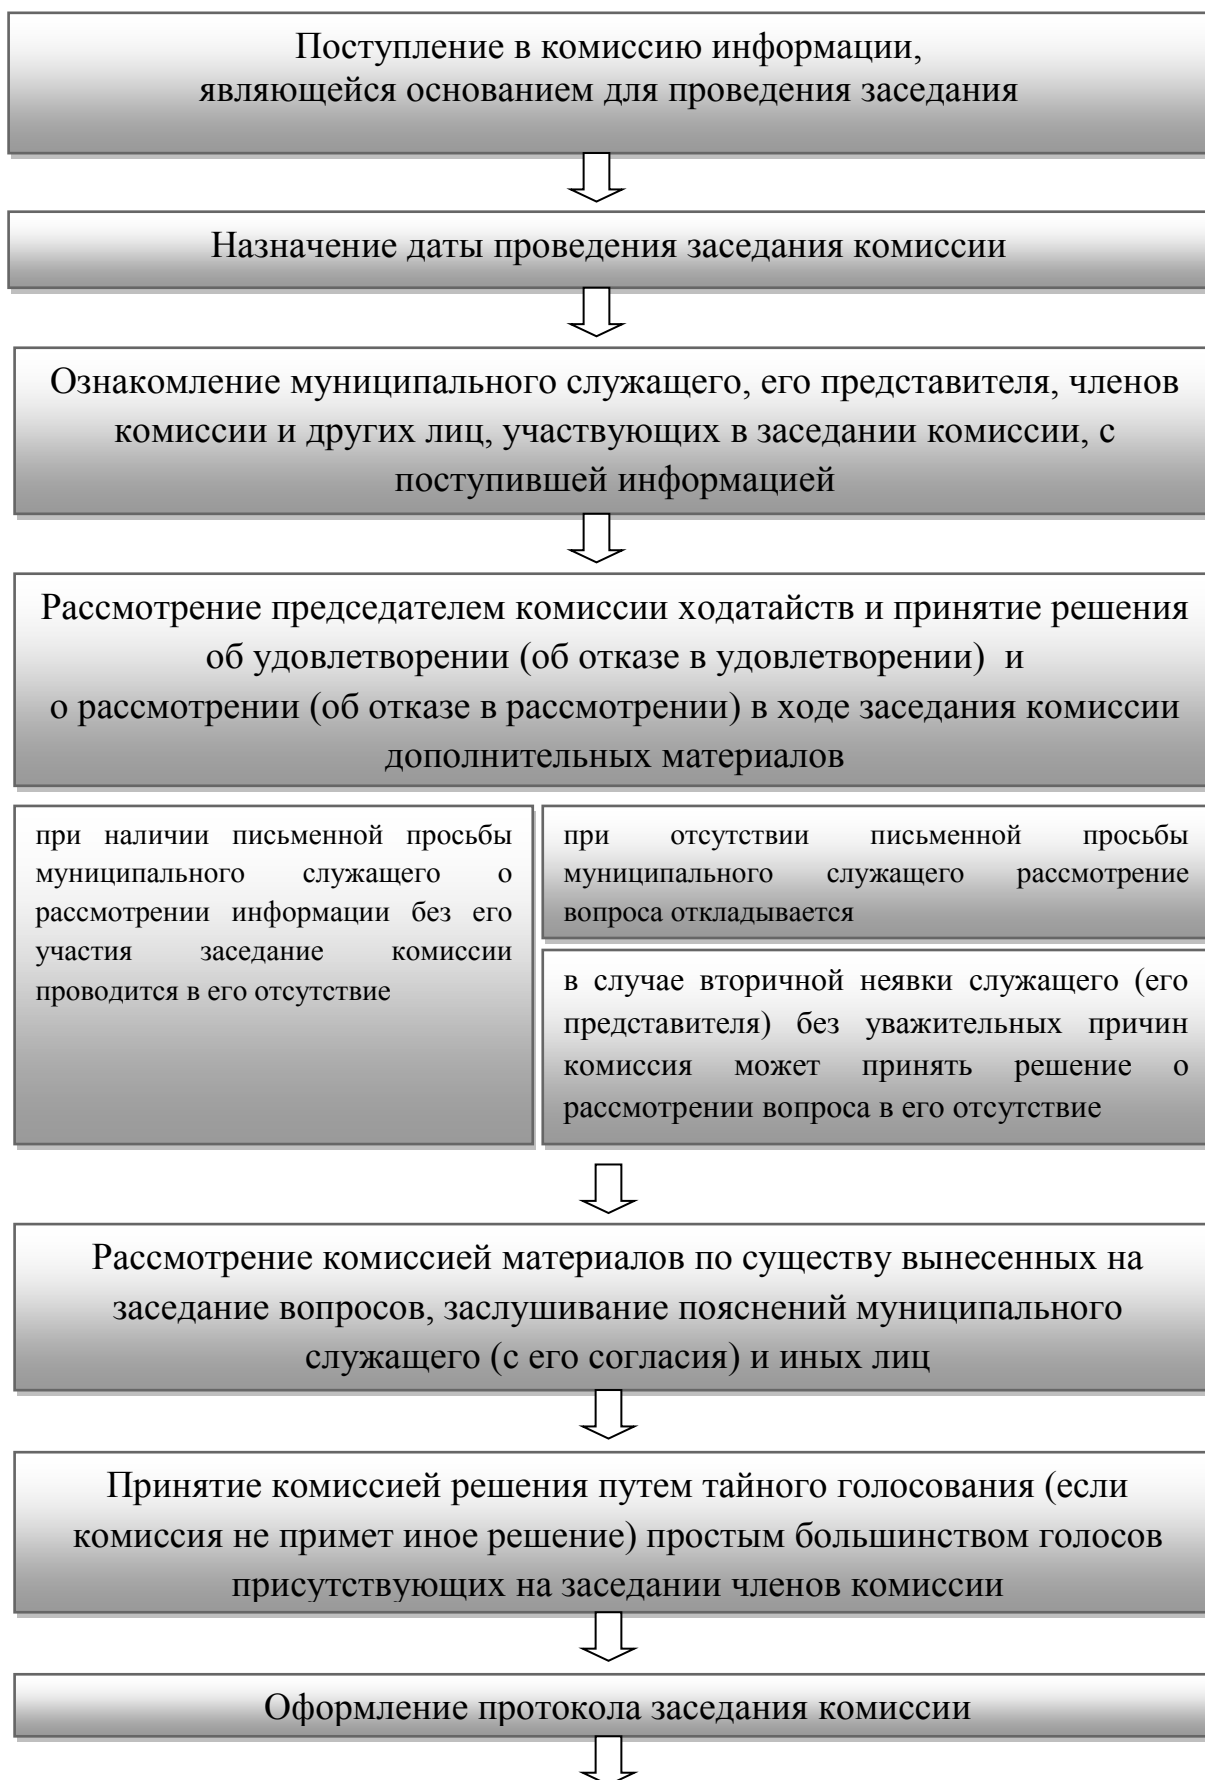 Поступление в комиссию информации,
являющейся основанием для проведения заседания
Назначение даты проведения заседания комиссии
Ознакомление муниципального служащего, его представителя, членов
комиссии и других лиц, участвующих в заседании комиссии, с
поступившей информацией
Рассмотрение председателем комиссии ходатайств и принятие решения
об удовлетворении (об отказе в удовлетворении) и
о рассмотрении (об отказе в рассмотрении) в ходе заседания комиссии
дополнительных материалов
при наличии письменной просьбы
муниципального служащего о
рассмотрении информации без его
участия заседание комиссии
проводится в его отсутствие
при отсутствии письменной просьбы
муниципального служащего рассмотрение
вопроса откладывается
в случае вторичной неявки служащего (его
представителя) без уважительных причин
комиссия может принять решение о
рассмотрении вопроса в его отсутствие
Рассмотрение комиссией материалов по существу вынесенных на
заседание вопросов, заслушивание пояснений муниципального
служащего (с его согласия) и иных лиц
Принятие комиссией решения путем тайного голосования (если
комиссия не примет иное решение) простым большинством голосов
присутствующих на заседании членов комиссии
Оформление протокола заседания комиссии